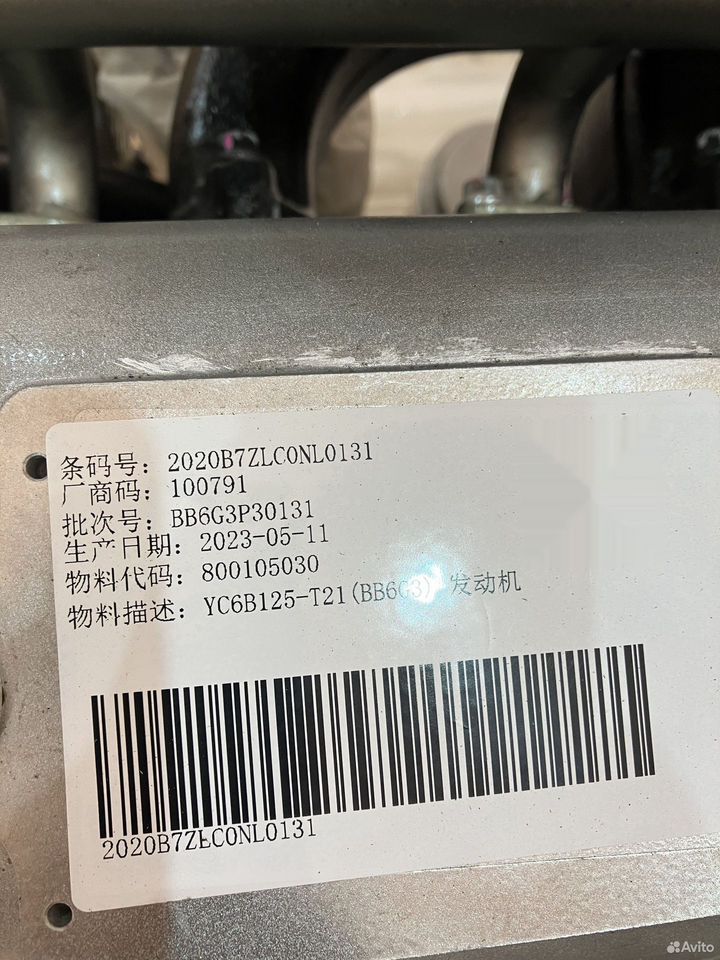 条码号: 2020B7ZLC0NL0131
厂商码: 100791
批次号: BB6G3P30131
生产日期: 2023-05-11
物料代码: 800105030
物料描述: YC6B125-T21(BB6G3) 发动机
2020B7ZLC0NL0131
Avito